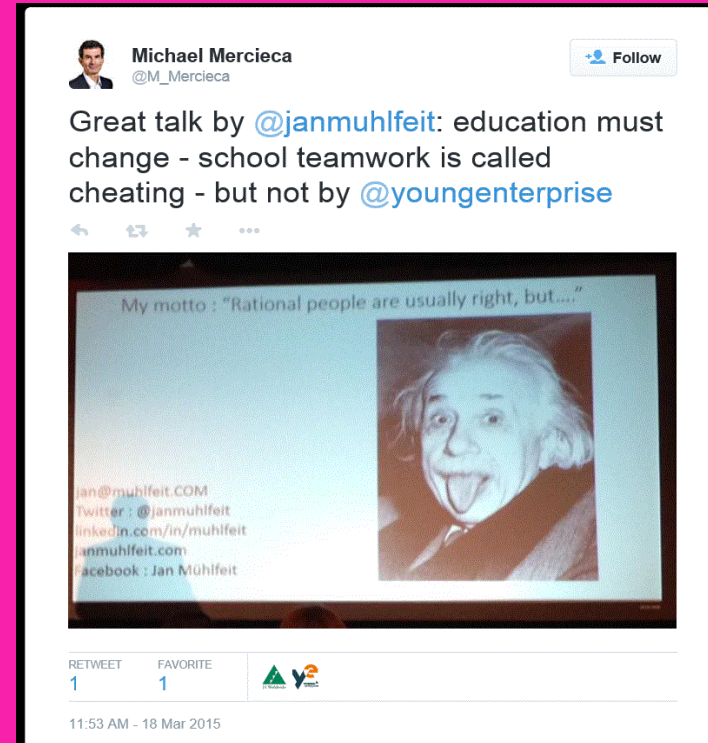 Michael Mercieca
@M_Mercieca
Follow
Great talk by @janmuhlfeit: education must
change - school teamwork is called
cheating - but not by @youngenterprise
My motto : "Rational people are usually right, but...."
jan@muhlfeit.COM
Twitter : @janmuhlfeit
linkedin.com/in/muhlfeit
janmuhlfeit.com
Facebook : Jan Mühlfeit
RETWEET
1
FAVORITE
1
11:53 AM - 18 Mar 2015